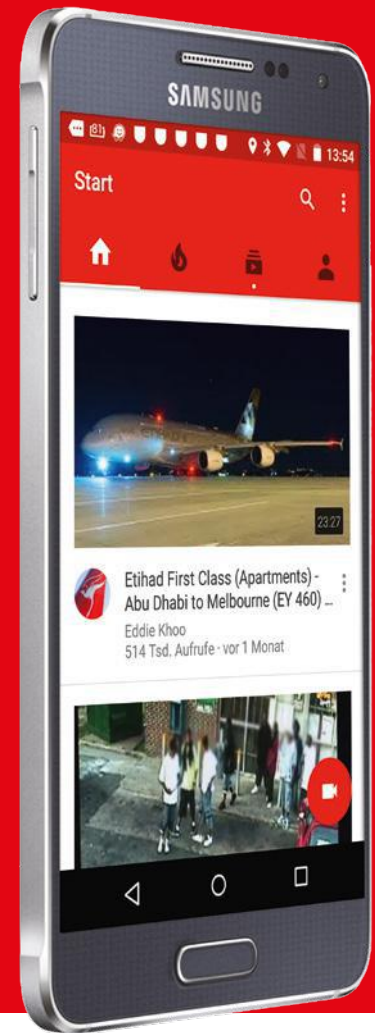 SAMSUNG
81 13:54
Start
23:27
Etihad First Class (Apartments) -
Abu Dhabi to Melbourne (EY 460) ...
Eddie Khoo
514 Tsd. Aufrufe · vor 1 Monat